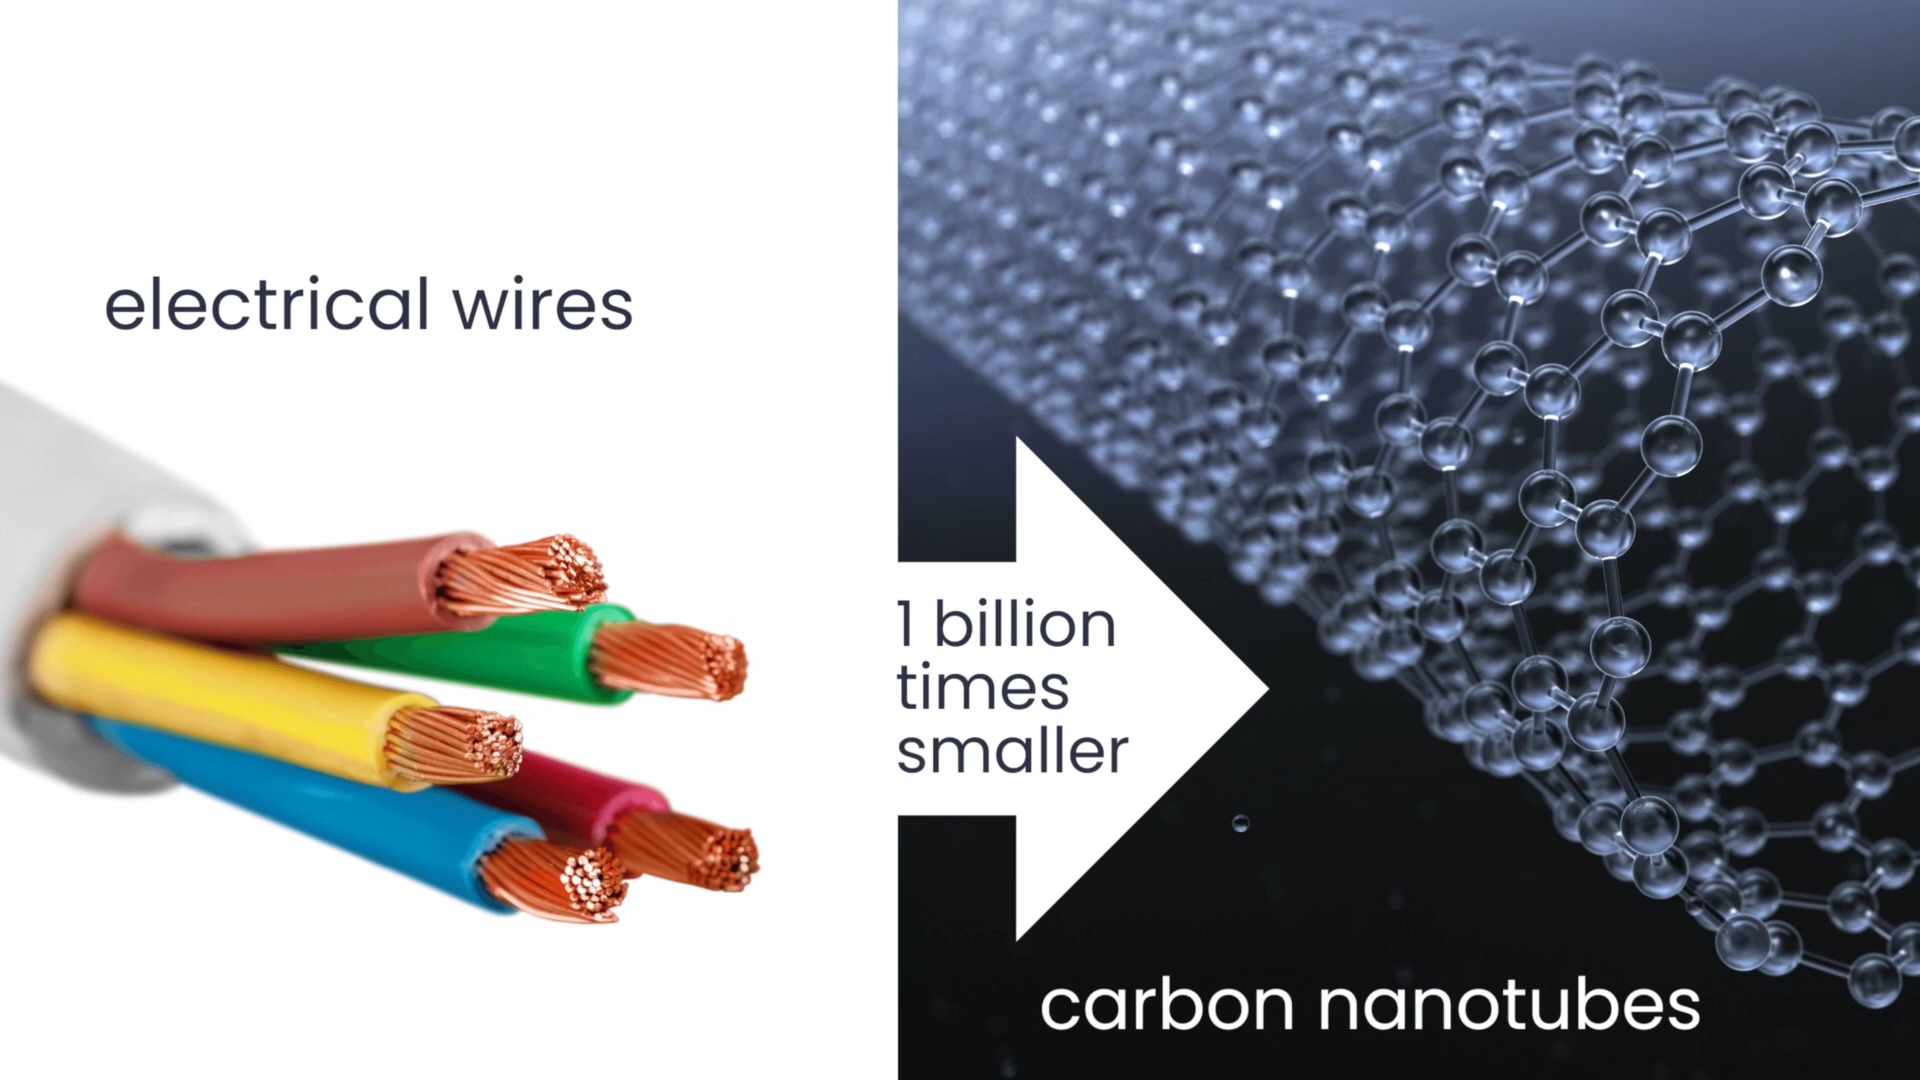 electrical wires
1 billion
times
smaller
carbon nanotubes